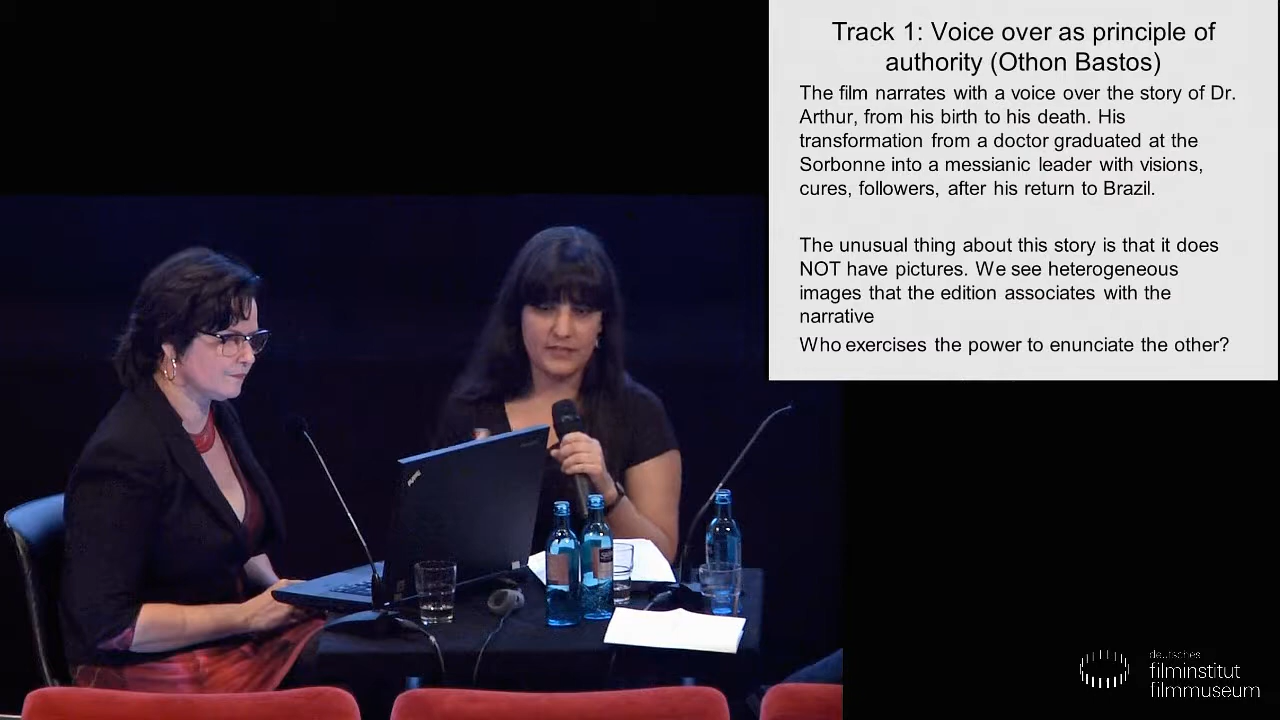 Track 1: Voice over as principle of
authority (Othon Bastos)
The film narrates with a voice over the story of Dr.
Arthur, from his birth to his death. His
transformation from a doctor graduated at the
Sorbonne into a messianic leader with visions,
cures, followers, after his return to Brazil.
The unusual thing about this story is that it does
NOT have pictures. We see heterogeneous
images that the edition associates with the
narrative
Who exercises the power to enunciate the other?
deutsches
filminstitut
filmmuseum